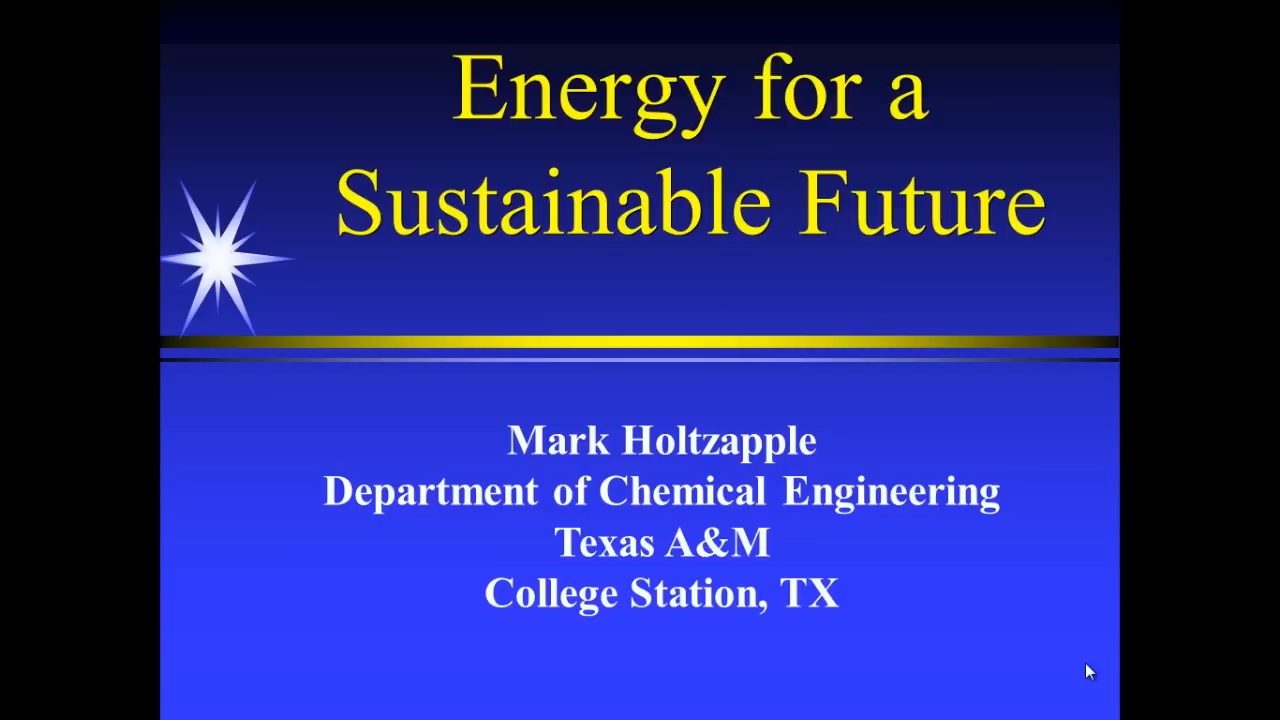 Energy for a
Sustainable Future
Mark Holtzapple
Department of Chemical Engineering
Texas A&M
College Station, TX